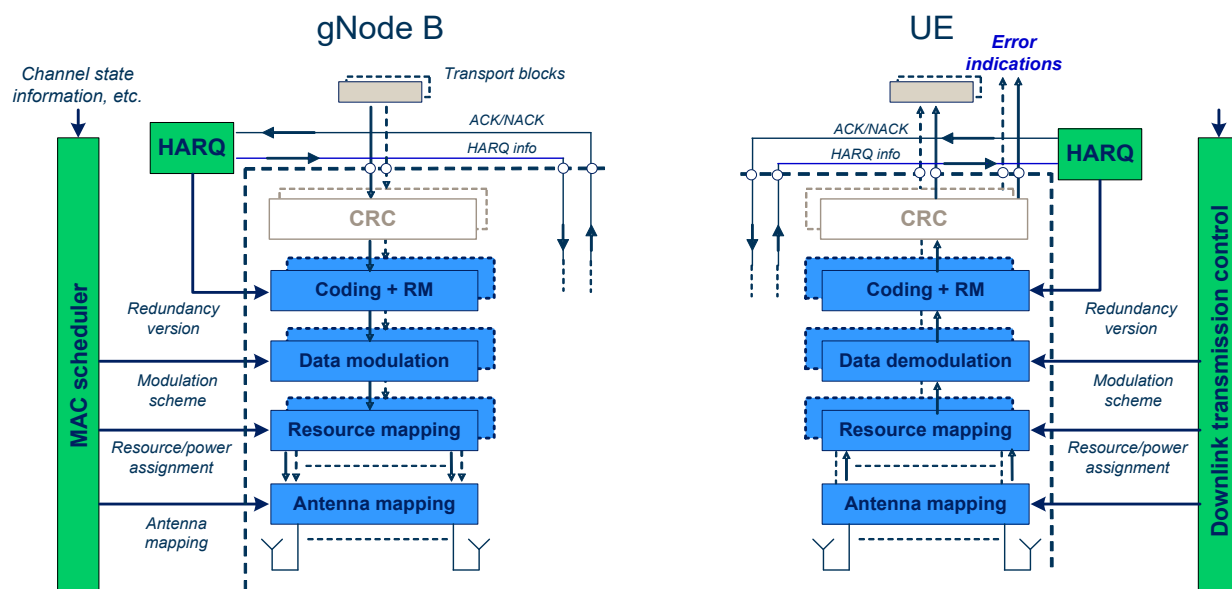 gNode B
UE
Channel state
information, etc.
Transport blocks
Error
indications
HARQ
ACK/NACK
HARQ info
ACK/NACK
HARQ info
HARQ
CRC
CRC
Coding + RM
Coding + RM
Redundancy
version
Redundancy
version
Data modulation
Data demodulation
Modulation
scheme
Modulation
scheme
Resource mapping
Resource mapping
Resource/power
assignment
Resource/power
assignment
Antenna mapping
Antenna mapping
Antenna
mapping
MAC scheduler
Downlink transmission control